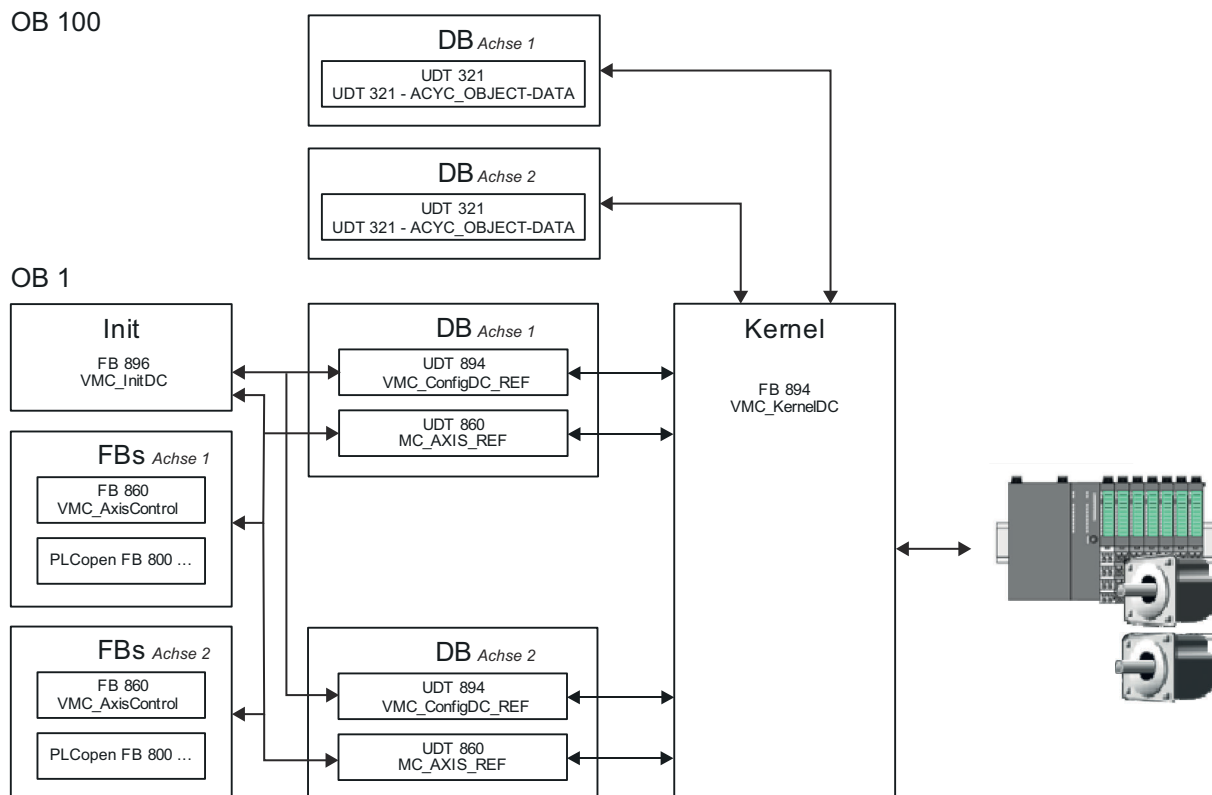 OB 100
DB Achse 1
UDT 321
UDT 321 - ACYC_OBJECT-DATA
DB Achse 2
UDT 321
UDT 321 - ACYC_OBJECT-DATA
OB 1
Init
FB 896
VMC_InitDC
DB Achse 1
UDT 894
VMC_ConfigDC_REF
UDT 860
MC_AXIS_REF
Kernel
FB 894
VMC_KernelDC
FBs Achse 1
FB 860
VMC_AxisControl
PLCopen FB 800 ...
FBs Achse 2
FB 860
VMC_AxisControl
PLCopen FB 800 ...
DB Achse 2
UDT 894
VMC_ConfigDC_REF
UDT 860
MC_AXIS_REF